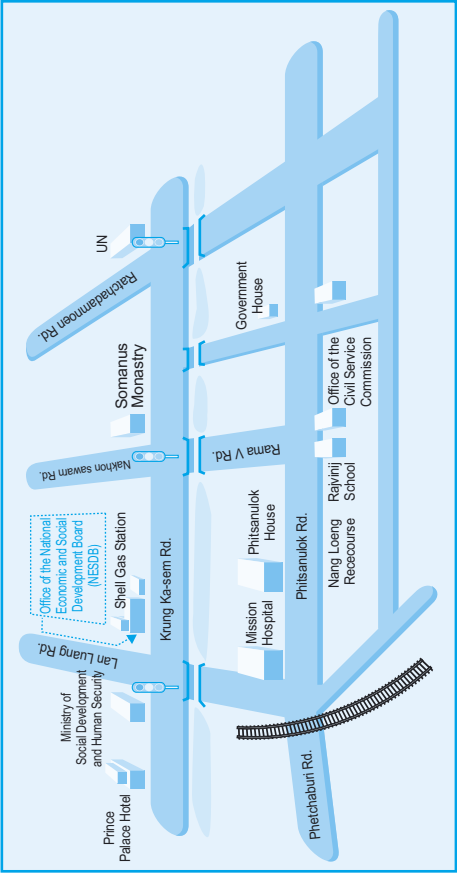 Prince
Palace Hotel
Ministry of
Social Development
and Human Security
Lan Luang Rd.
Office of the National
Economic and Social
Development Board
(NESDB)
Shell Gas Station
Nakhon sawarn Rd.
Somanus
Monastry
Ratchadamnoen Rd.
UN
Krung Ka-sem Rd.
Mission
Hospital
Phitsanulok
House
Rama V Rd.
Government
House
Phetchaburi Rd.
Phitsanulok Rd.
Nang Loeng
Rececourse
Rajvinij
School
Office of the
Civil Service
Commission